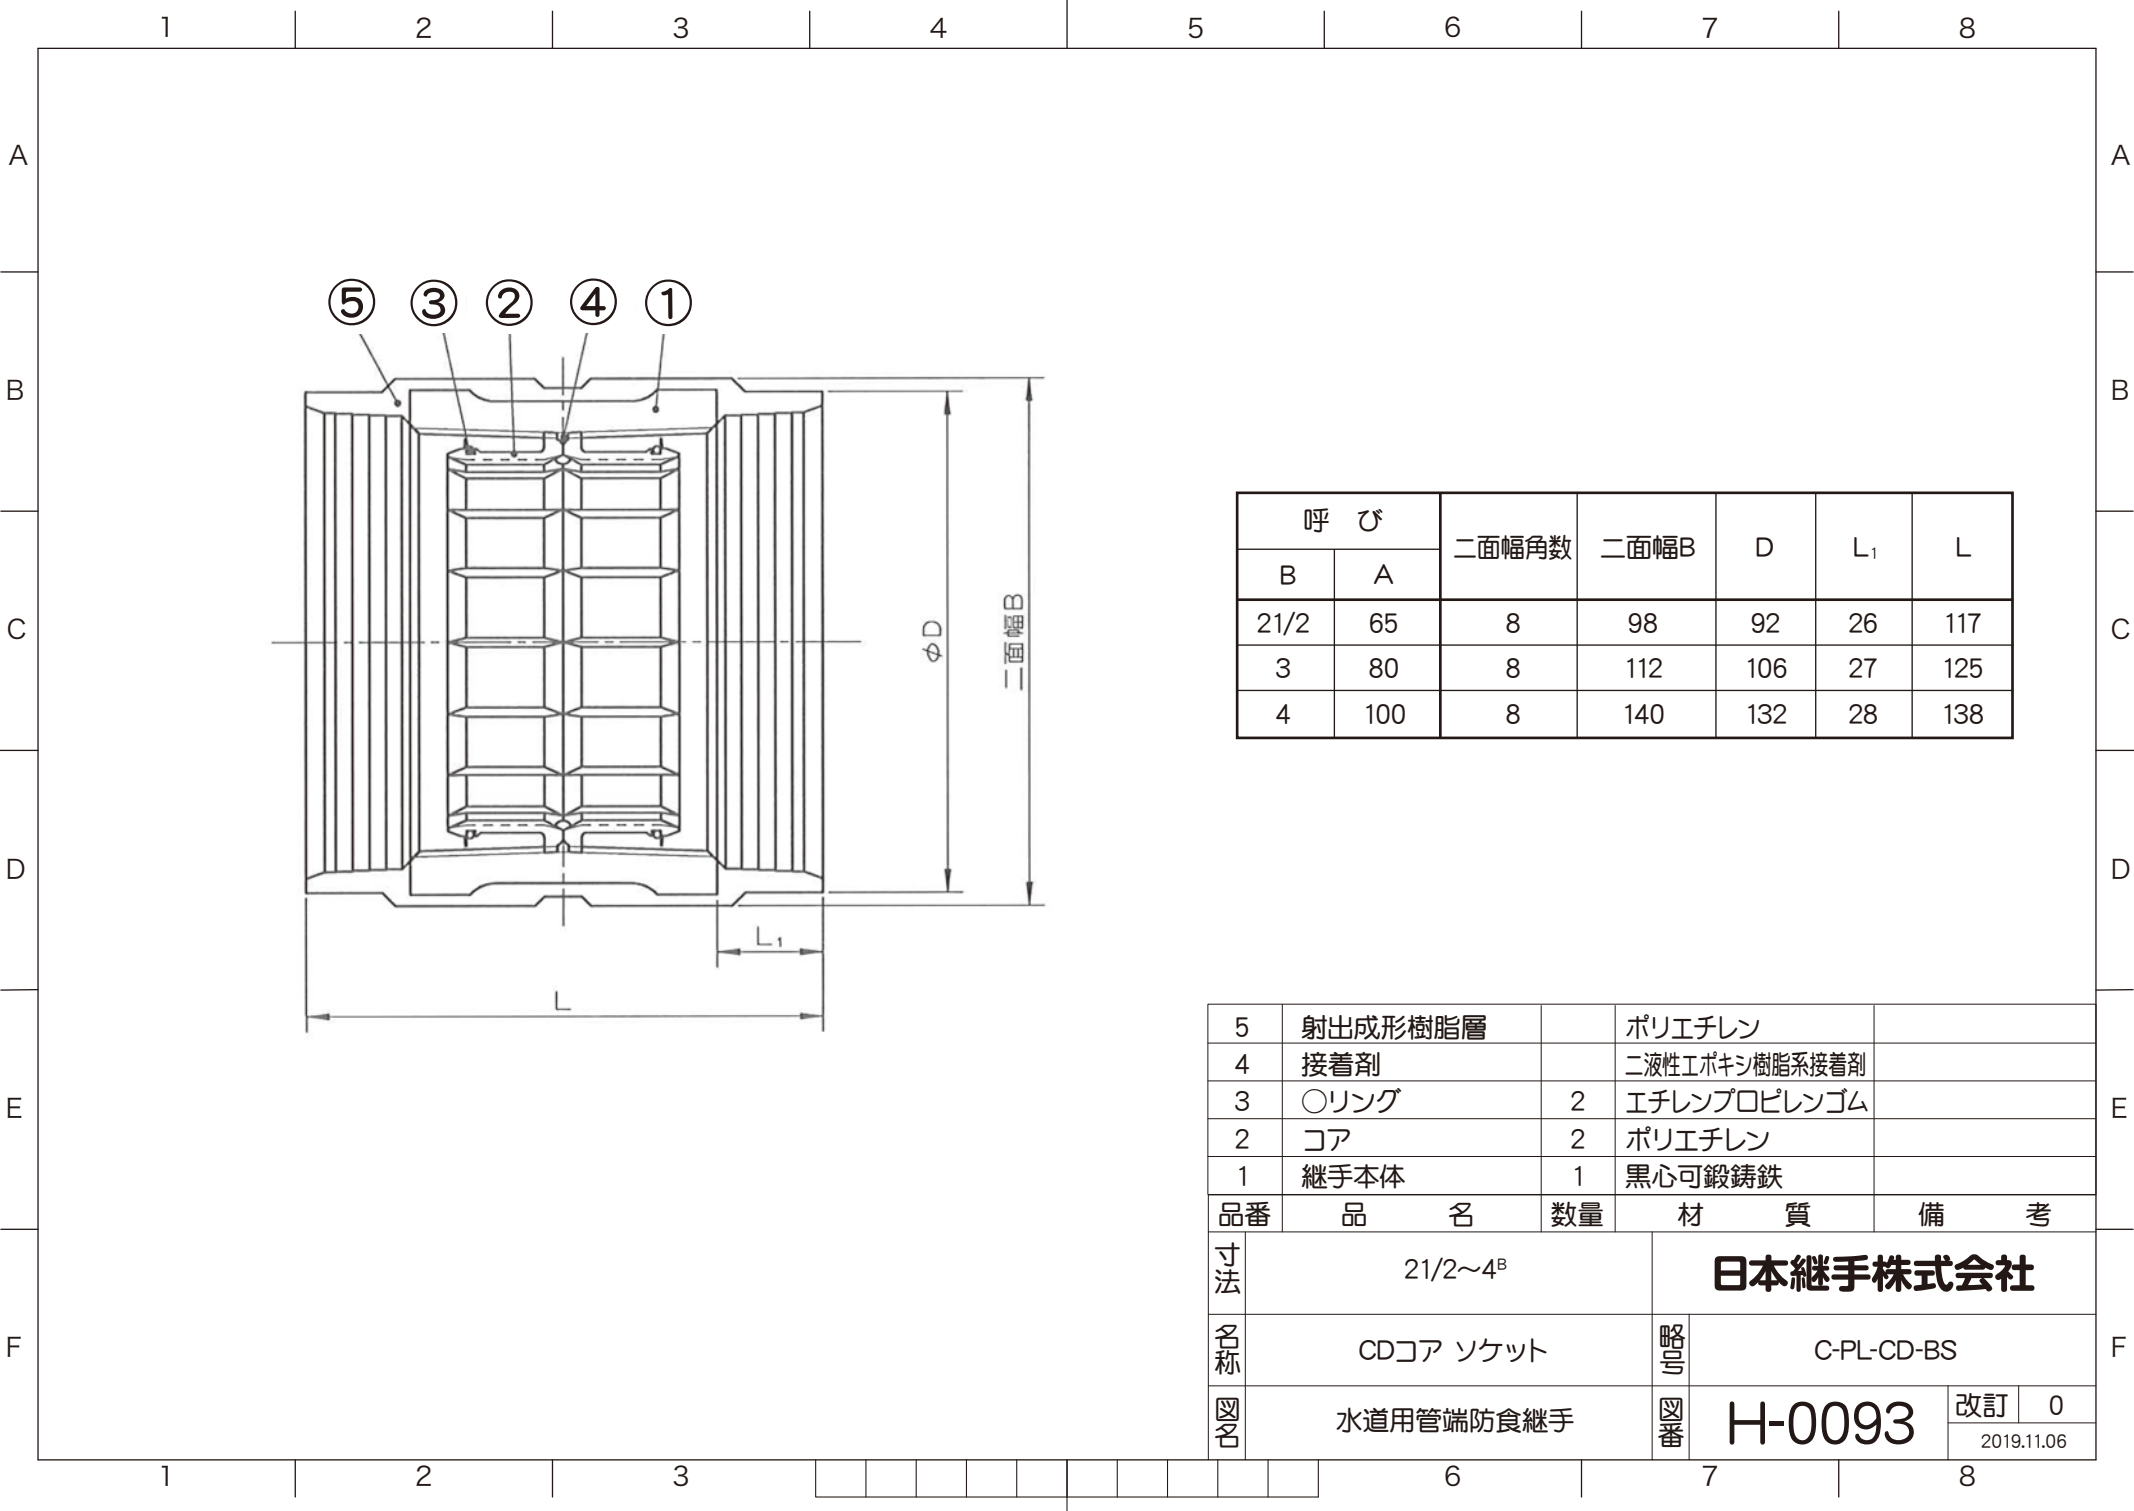 1 2 3 4 5 6 7 8
A A
B B
C C
D D
E E
F F
⑤ ③ ② ④ ①
φD
二面幅B
L₁
L
呼 び 二面幅角数 二面幅B D L₁ L
B A
21/2 65 8 98 92 26 117
3 80 8 112 106 27 125
4 100 8 140 132 28 138
5 射出成形樹脂層 ポリエチレン
4 接着剤 二液性エポキシ樹脂系接着剤
3 〇リング 2 エチレンプロピレンゴム
2 コア 2 ポリエチレン
1 継手本体 1 黒心可鍛鋳鉄
品番 品 名 数量 材 質 備 考
寸法 21/2〜4ᴮ 日本継手株式会社
名称 CDコア ソケット 略号 C-PL-CD-BS
図名 水道用管端防食継手 図番 H-0093 改訂 0
2019.11.06
1 2 3 6 7 8